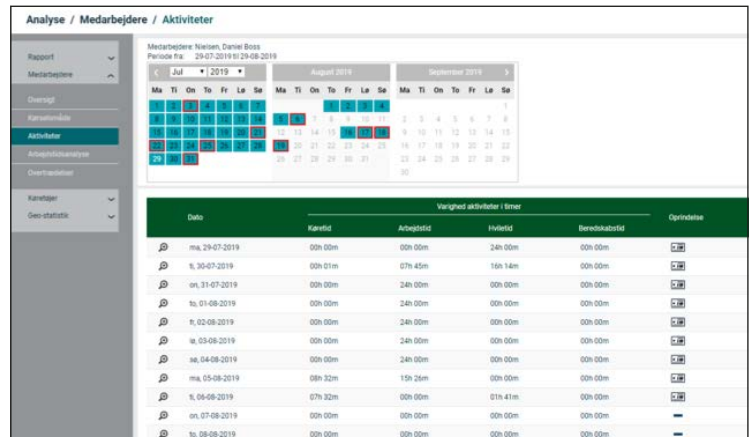 Analyse / Medarbejdere / Aktiviteter
Rapport
Medarbejdere
Oversigt
Kørselsmåde
Aktiviteter
Arbejdstidsanalyse
Overtrædelser
Køretøjer
Geo-statistik
Medarbejdere: Nielsen, Daniel Boss
Periode fra: 29-07-2019 til 29-08-2019
Jul 2019 August 2019 September 2019
Ma Ti On To Fr Lø Sø Ma Ti On To Fr Lø Sø Ma Ti On To Fr Lø Sø
1 2 3 4 5 6 7 1 2 3 4 1
8 9 10 11 12 13 14 5 6 7 8 9 10 11 2 3 4 5 6 7 8
15 16 17 18 19 20 21 12 13 14 15 16 17 18 9 10 11 12 13 14 15
22 23 24 25 26 27 28 19 20 21 22 23 24 25 16 17 18 19 20 21 22
29 30 31 26 27 28 29 30 31 23 24 25 26 27 28 29
30
Varighed aktiviteter i timer
Dato Oprindelse
Køretid Arbejdstid Hviletid Beredskabstid
ma, 29-07-2019 00h 00m 00h 00m 24h 00m 00h 00m
ti, 30-07-2019 00h 01m 07h 45m 16h 14m 00h 00m
on, 31-07-2019 00h 00m 24h 00m 00h 00m 00h 00m
to, 01-08-2019 00h 00m 24h 00m 00h 00m 00h 00m
fr, 02-08-2019 00h 00m 24h 00m 00h 00m 00h 00m
lø, 03-08-2019 00h 00m 24h 00m 00h 00m 00h 00m
sø, 04-08-2019 00h 00m 24h 00m 00h 00m 00h 00m
ma, 05-08-2019 08h 32m 15h 26m 00h 00m 00h 00m
ti, 06-08-2019 07h 32m 00h 00m 01h 41m 00h 00m
on, 07-08-2019 00h 00m 00h 00m 00h 00m 00h 00m
to, 08-08-2019 00h 00m 00h 00m 00h 00m 00h 00m